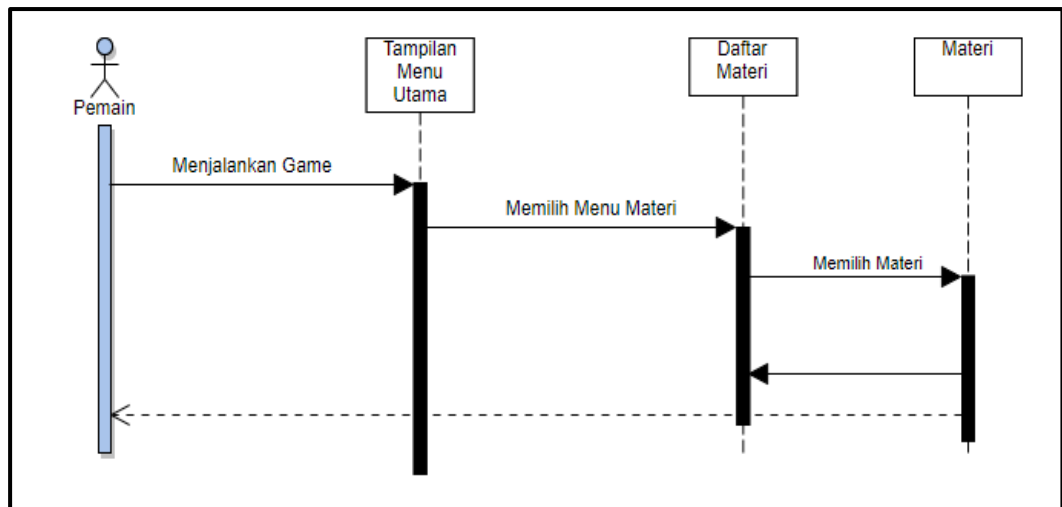 Tampilan
Menu
Utama
Daftar
Materi
Materi
Pemain
Menjalankan Game
Memilih Menu Materi
Memilih Materi